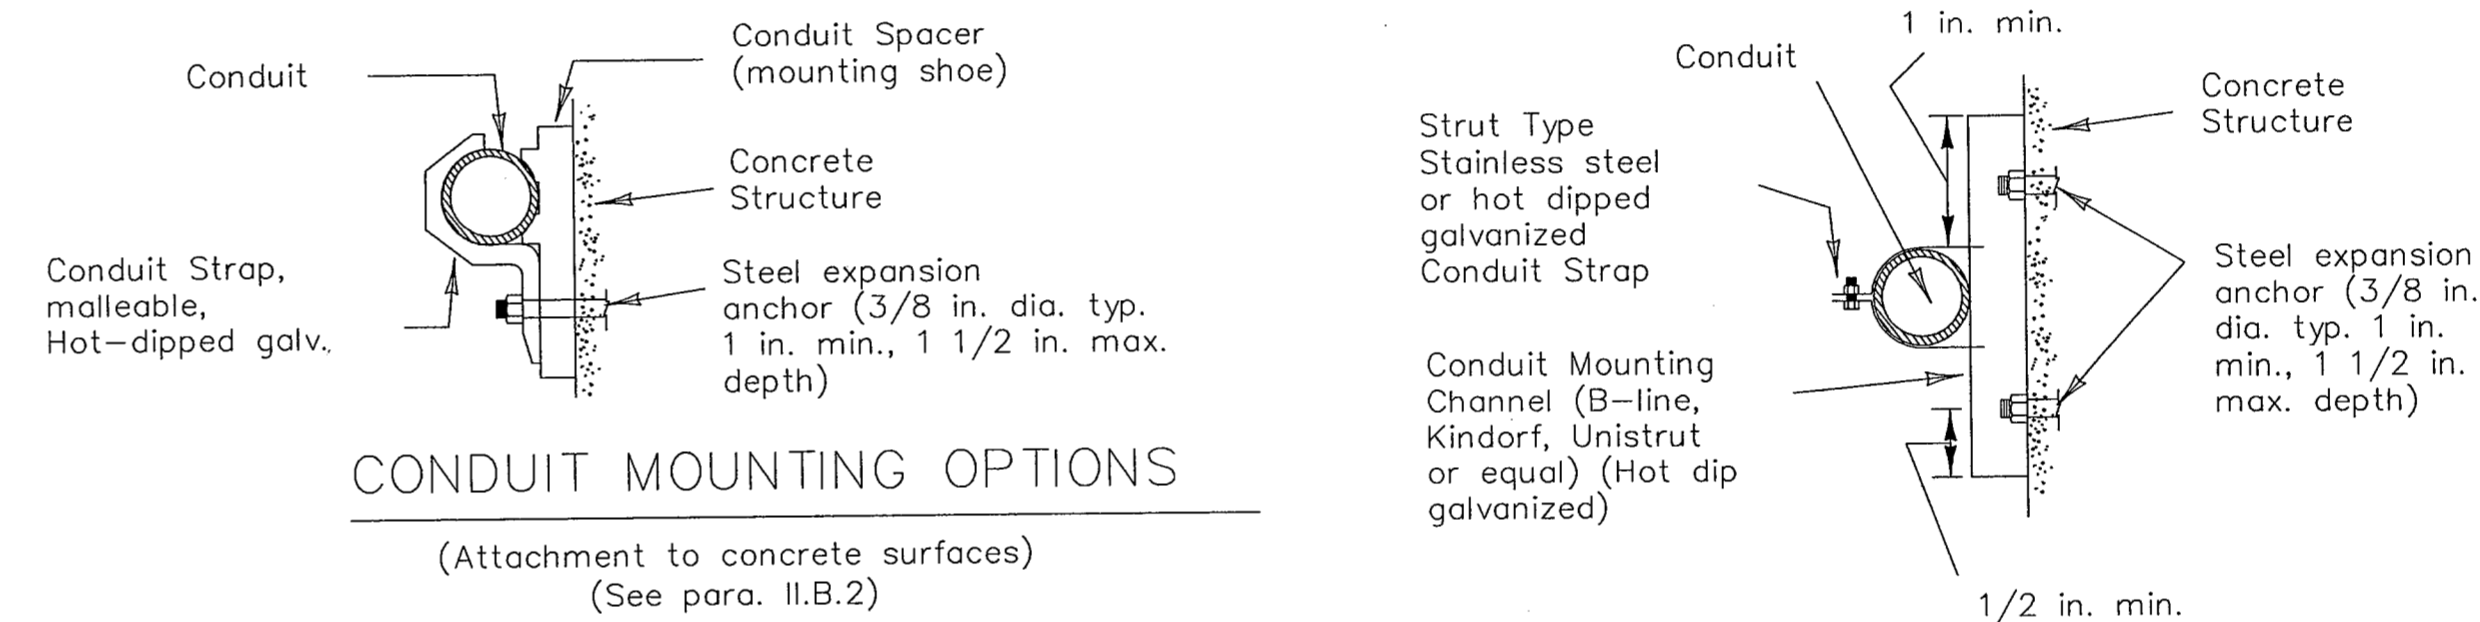 Conduit
Conduit Spacer
(mounting shoe)
Concrete
Structure
Conduit Strap,
malleable,
Hot-dipped galv.
Steel expansion
anchor (3/8 in. dia. typ.
1 in. min., 1 1/2 in. max.
depth)
CONDUIT MOUNTING OPTIONS
(Attachment to concrete surfaces)
(See para. II.B.2)
1 in. min.
Conduit
Concrete
Structure
Strut Type
Stainless steel
or hot dipped
galvanized
Conduit Strap
Steel expansion
anchor (3/8 in.
dia. typ. 1 in.
min., 1 1/2 in.
max. depth)
Conduit Mounting
Channel (B-line,
Kindorf, Unistrut
or equal) (Hot dip
galvanized)
1/2 in. min.